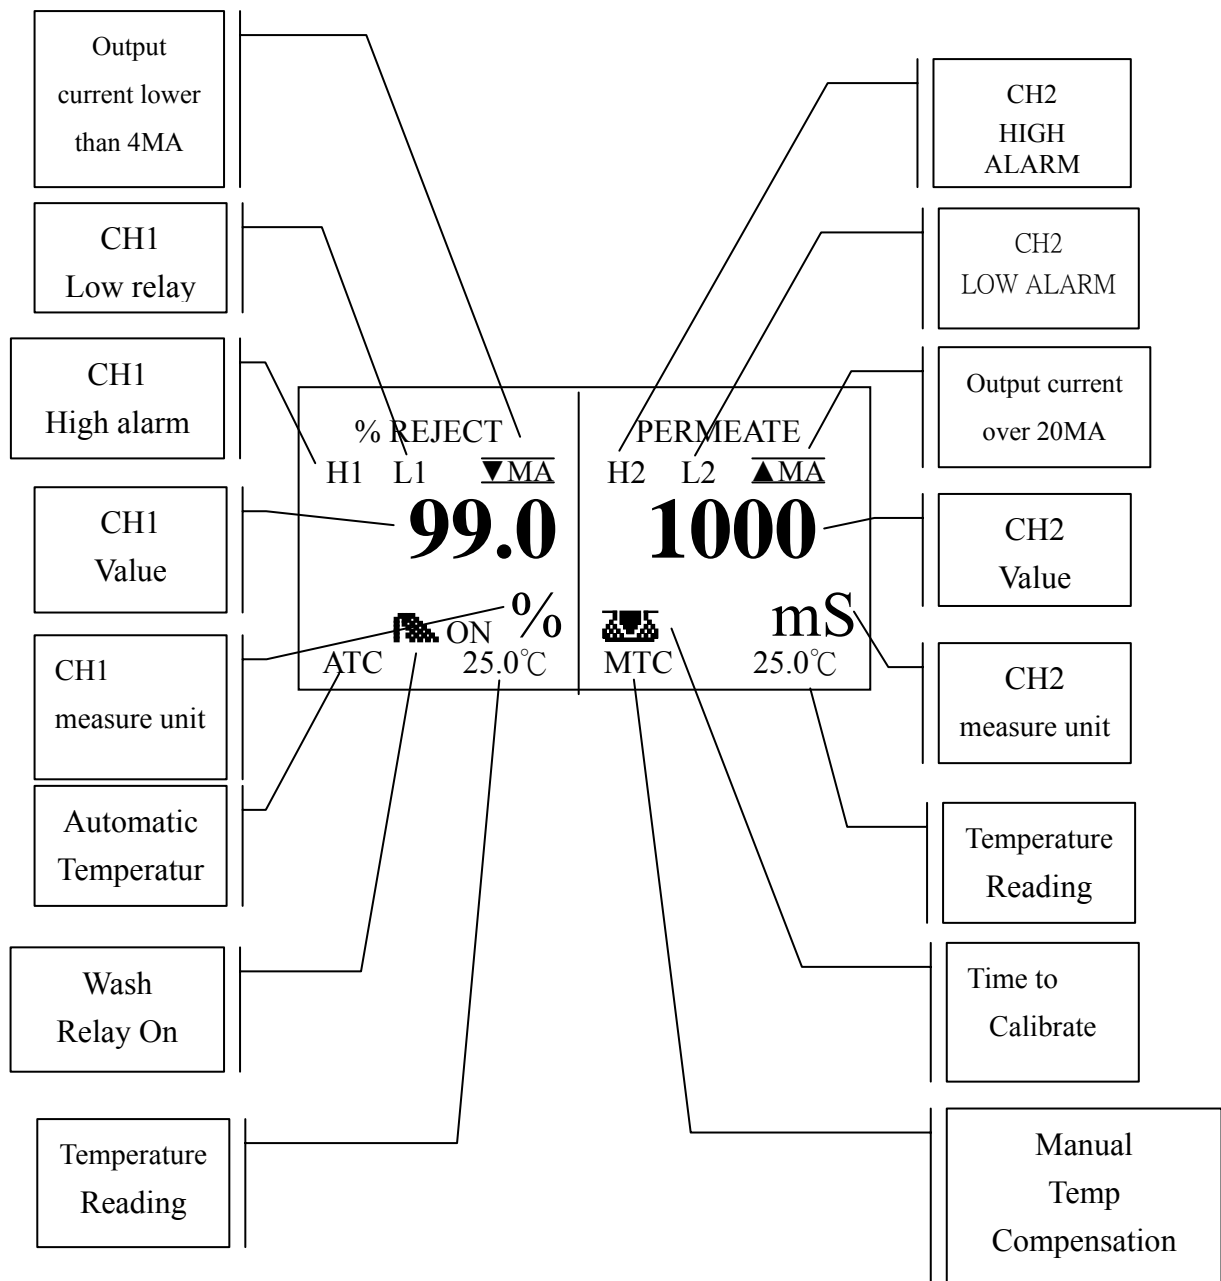 Output
current lower
than 4MA
CH1
Low relay
CH1
High alarm
CH1
Value
CH1
measure unit
Automatic
Temperatur
Wash
Relay On
Temperature
Reading
% REJECT
H1 L1 ▼MA
99.0
%
ON
ATC 25.0℃
PERMEATE
H2 L2 ▲MA
1000
mS
MTC 25.0℃
CH2
HIGH
ALARM
CH2
LOW ALARM
Output current
over 20MA
CH2
Value
CH2
measure unit
Temperature
Reading
Time to
Calibrate
Manual
Temp
Compensation